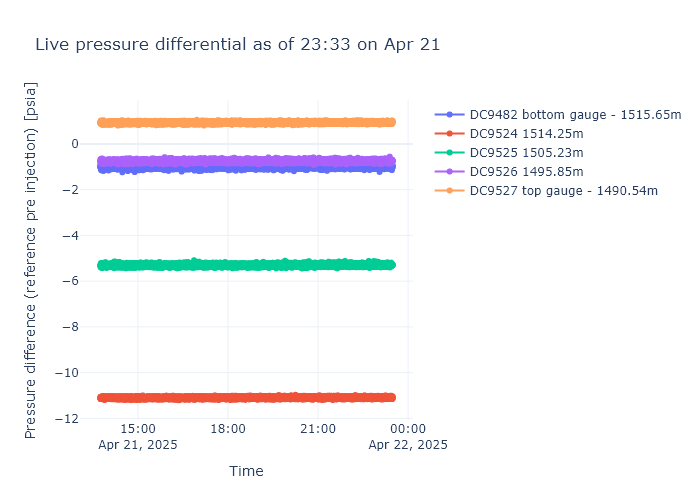 Live pressure differential as of 23:33 on Apr 21
Pressure difference (reference pre injection) [psia]
0
−2
−4
−6
−8
−10
−12
15:00
Apr 21, 2025
18:00
21:00
00:00
Apr 22, 2025
Time
DC9482 bottom gauge - 1515.65m
DC9524 1514.25m
DC9525 1505.23m
DC9526 1495.85m
DC9527 top gauge - 1490.54m